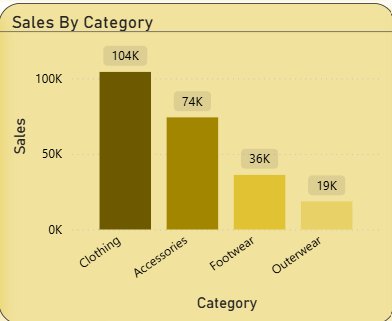 Sales By Category
104K
100K
74K
Sales
50K
36K
19K
0K
Clothing
Accessories
Footwear
Outerwear
Category